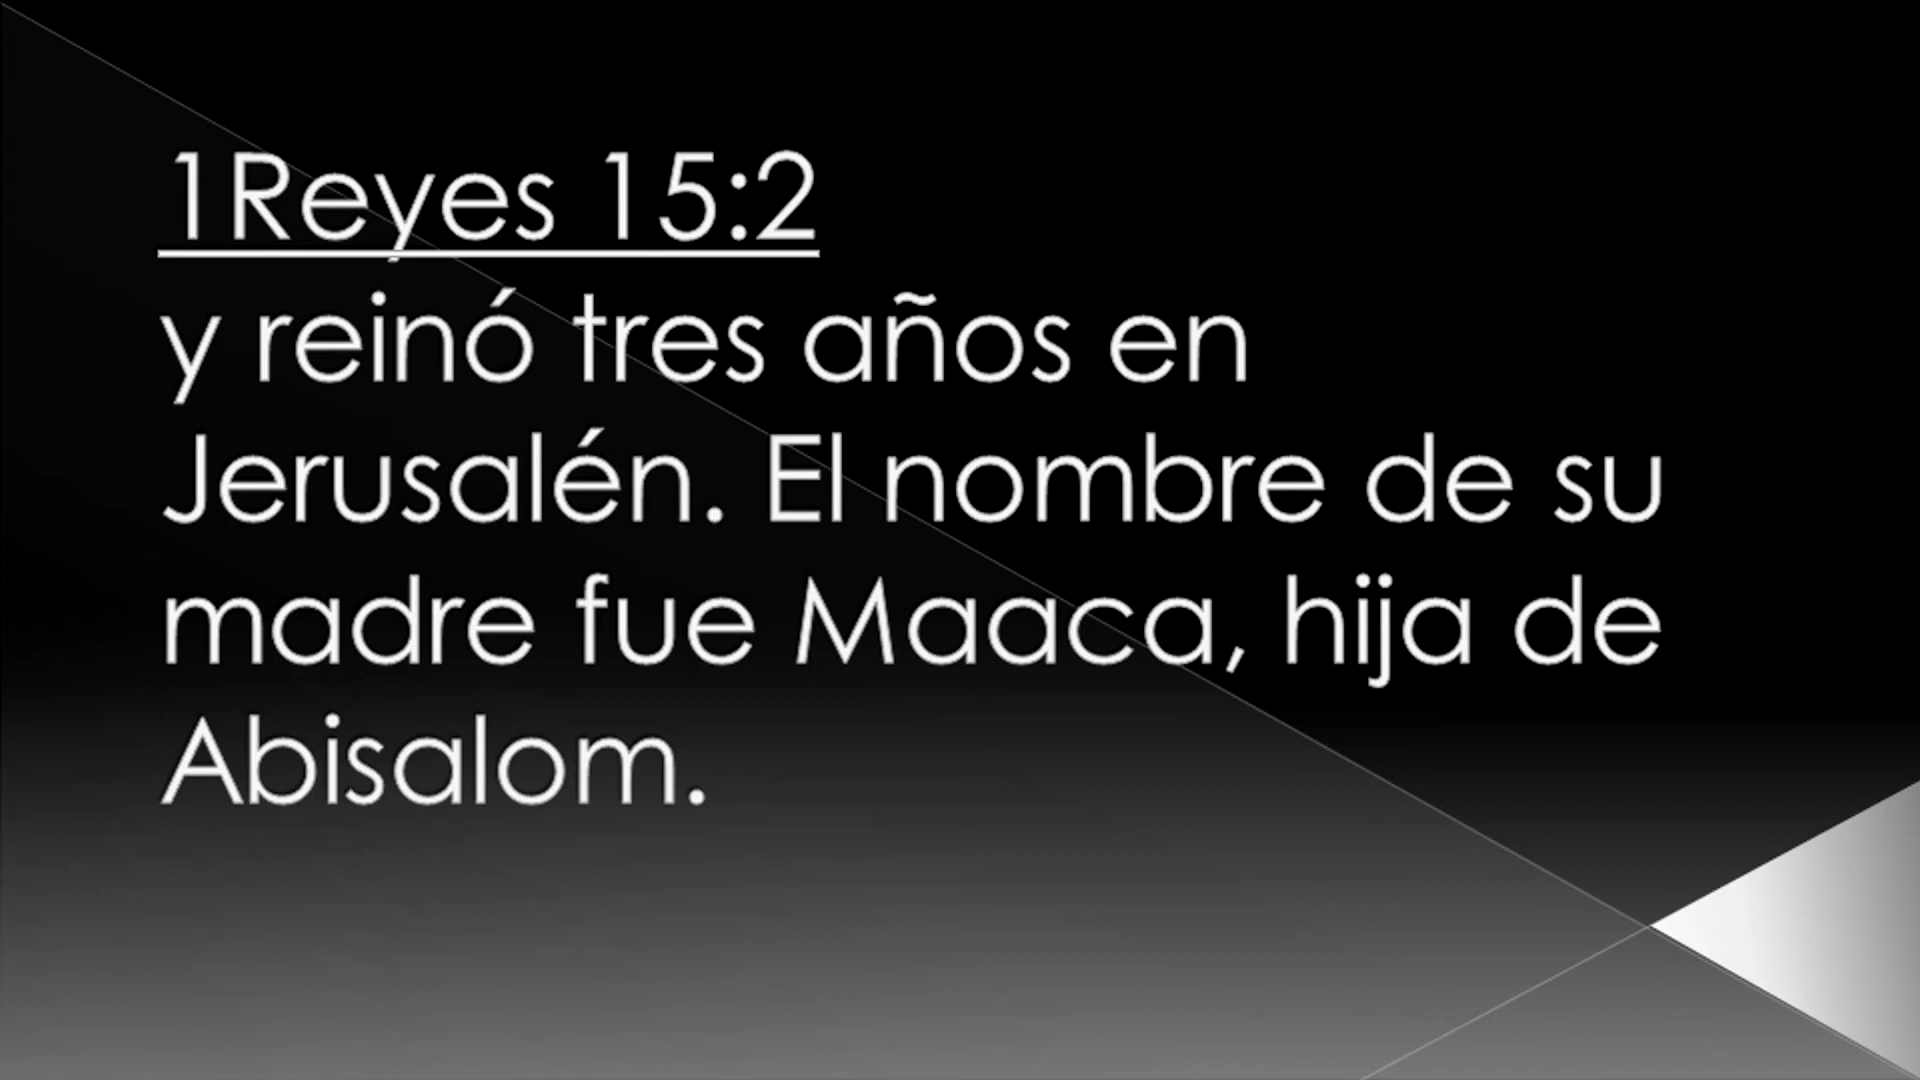 1Reyes 15:2
y reinó tres años en
Jerusalén. El nombre de su
madre fue Maaca, hija de
Abisalom.